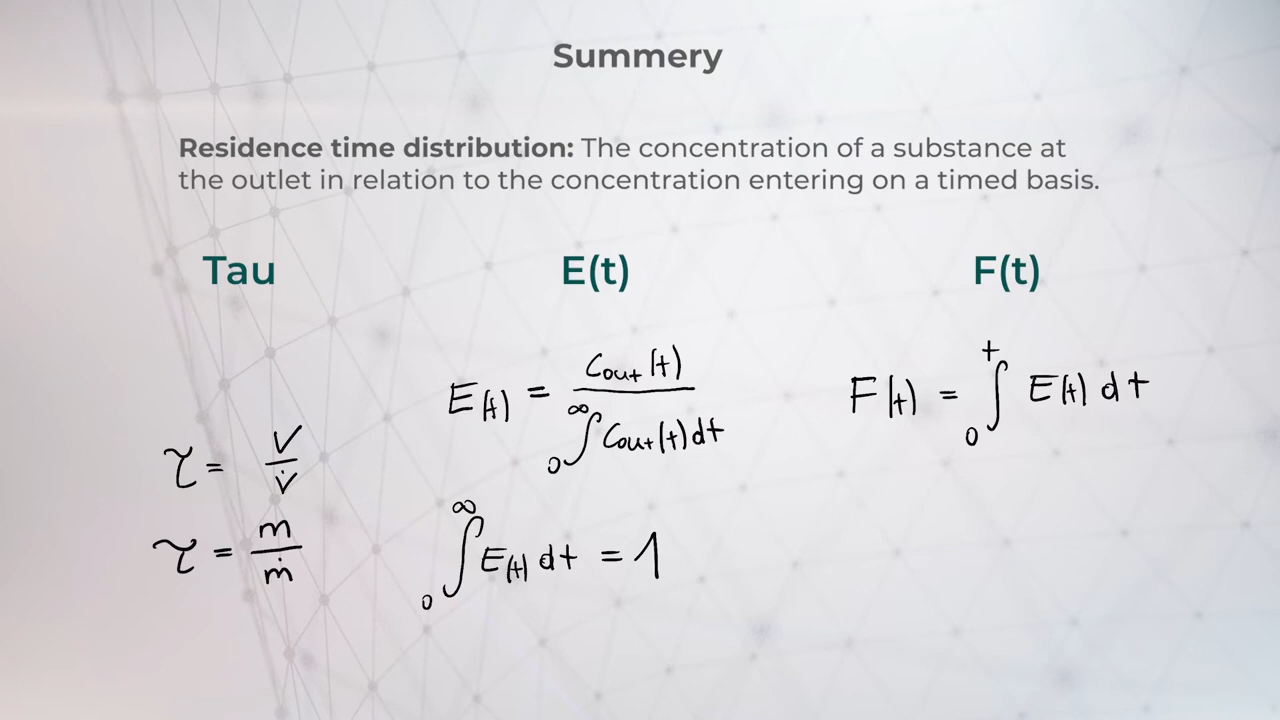 Summery
Residence time distribution: The concentration of a substance at
the outlet in relation to the concentration entering on a timed basis.
Tau
τ = V / V̇
τ = m / ṁ
E(t)
E(t) = Cout(t) / ∫₀^∞ Cout(t) dt
∫₀^∞ E(t) dt = 1
F(t)
F(t) = ∫₀^t E(t) dt